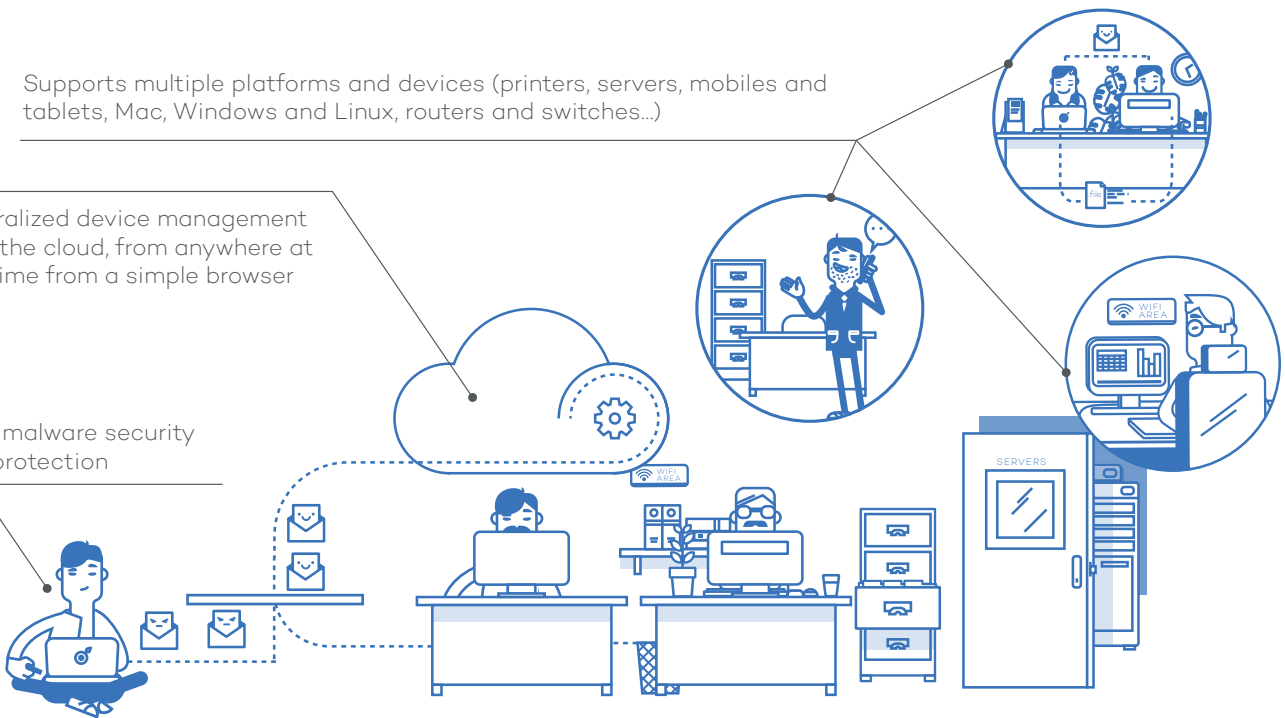 Supports multiple platforms and devices (printers, servers, mobiles and
tablets, Mac, Windows and Linux, routers and switches...)
ralized device management
the cloud, from anywhere at
ime from a simple browser
malware security
protection
file
WIFI
AREA
WIFI
AREA
SERVERS